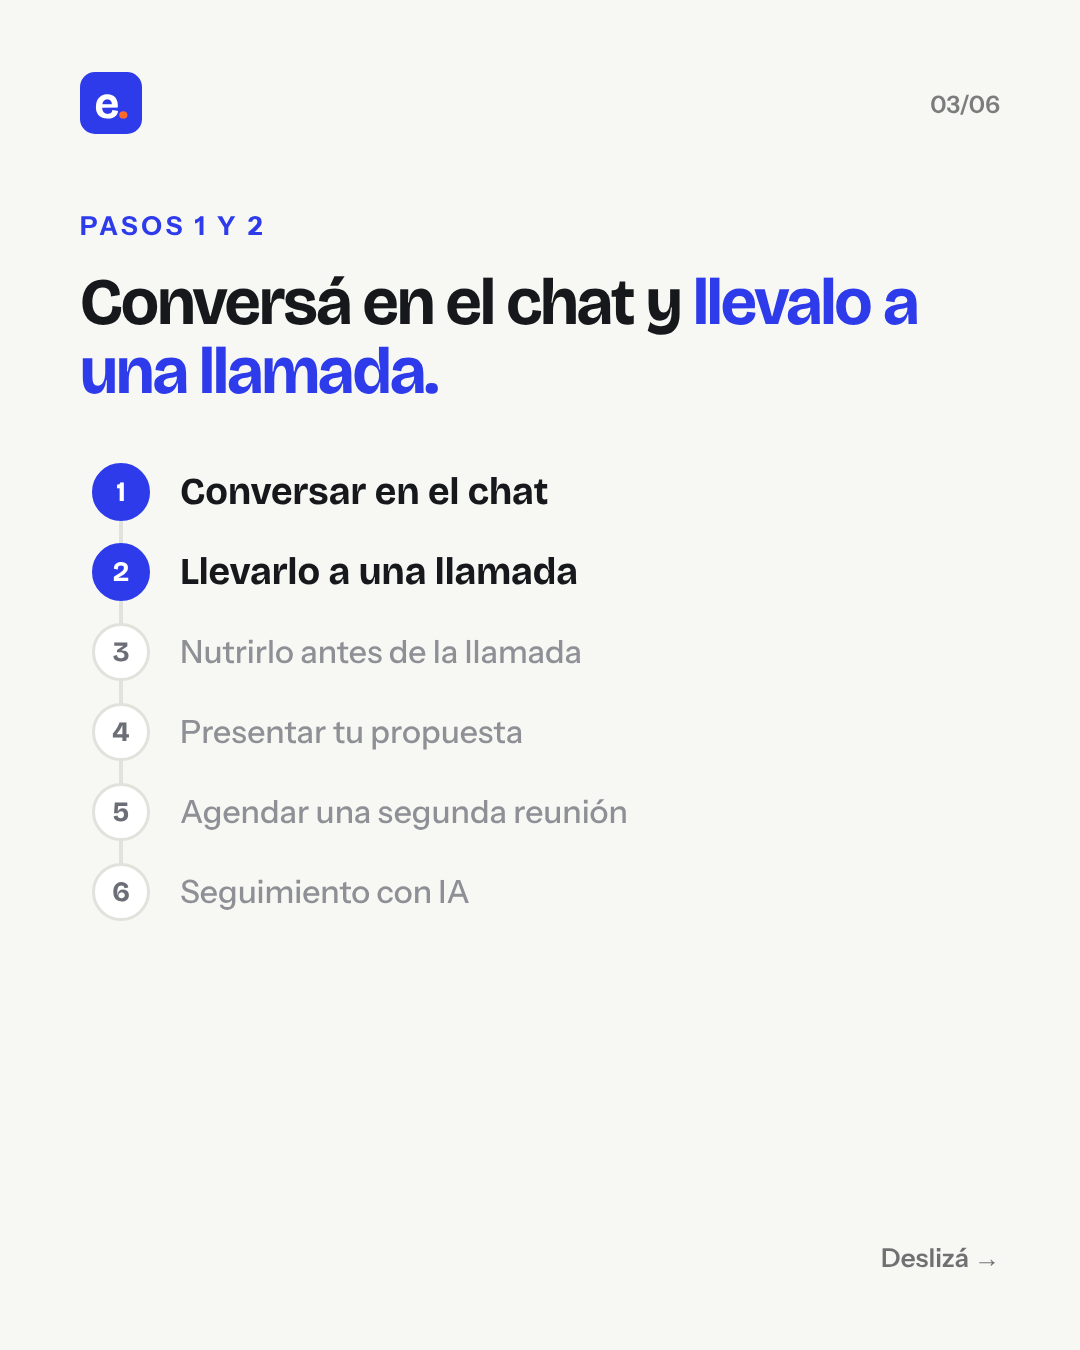 e.
03/06
PASOS 1 Y 2
Conversá en el chat y llevalo a
una llamada.
1 Conversar en el chat
2 Llevarlo a una llamada
3 Nutrirlo antes de la llamada
4 Presentar tu propuesta
5 Agendar una segunda reunión
6 Seguimiento con IA
Deslizá →